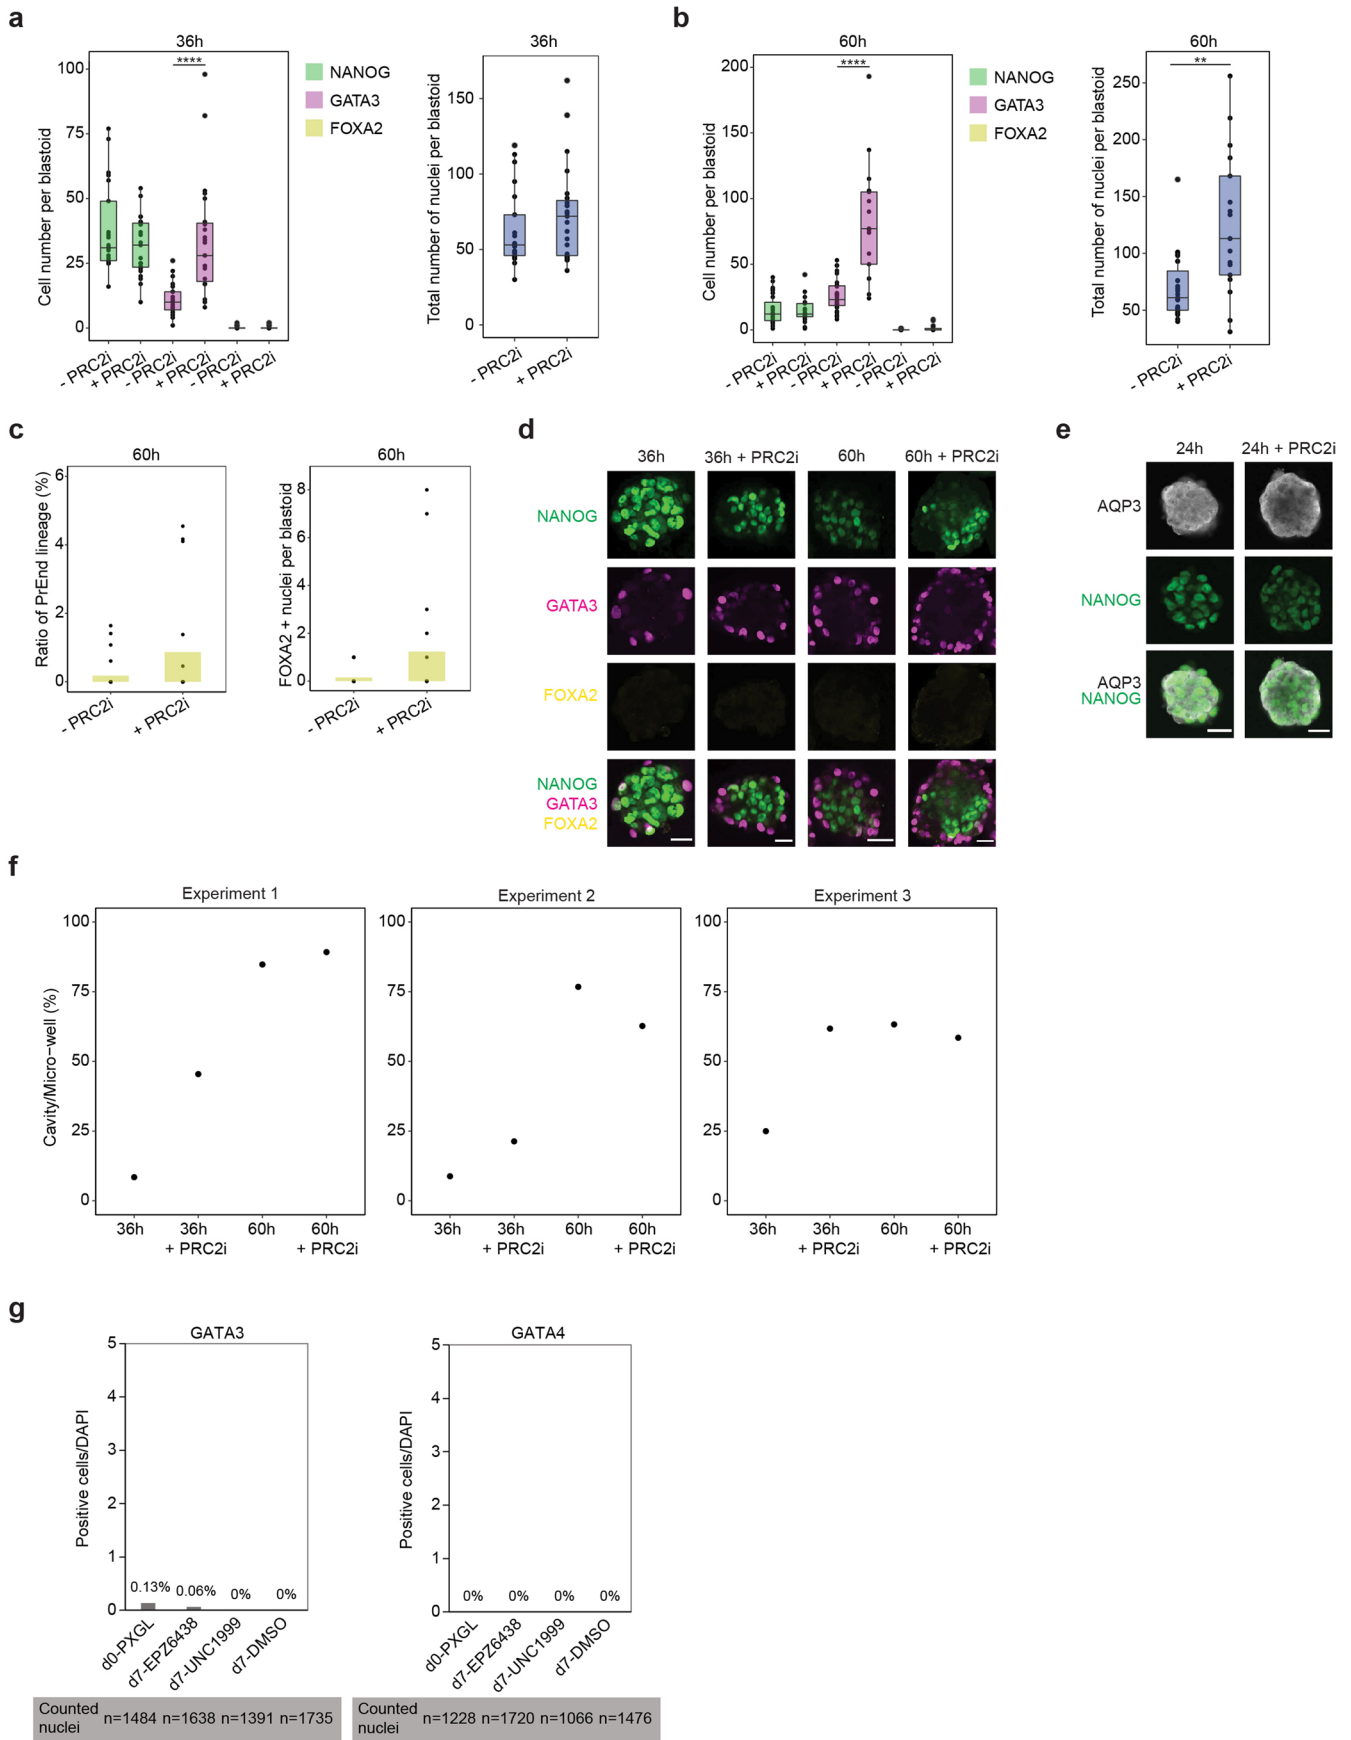 a
36h
****
100
75
50
25
0
Cell number per blastoid
- PRC2i
+ PRC2i
- PRC2i
+ PRC2i
- PRC2i
+ PRC2i
NANOG
GATA3
FOXA2
36h
150
100
50
0
Total number of nuclei per blastoid
- PRC2i
+ PRC2i
b
60h
****
200
150
100
50
0
Cell number per blastoid
- PRC2i
+ PRC2i
- PRC2i
+ PRC2i
- PRC2i
+ PRC2i
NANOG
GATA3
FOXA2
60h
**
250
200
150
100
50
Total number of nuclei per blastoid
- PRC2i
+ PRC2i
c
60h
6
4
2
0
Ratio of PrEnd lineage (%)
- PRC2i
+ PRC2i
60h
8
6
4
2
0
FOXA2 + nuclei per blastoid
- PRC2i
+ PRC2i
d
36h 36h + PRC2i 60h 60h + PRC2i
NANOG
GATA3
FOXA2
NANOG
GATA3
FOXA2
e
24h 24h + PRC2i
AQP3
NANOG
AQP3
NANOG
f
Cavity/Micro-well (%)
Experiment 1
100
75
50
25
0
36h 36h 60h 60h
+ PRC2i + PRC2i
Experiment 2
100
75
50
25
0
36h 36h 60h 60h
+ PRC2i + PRC2i
Experiment 3
100
75
50
25
0
36h 36h 60h 60h
+ PRC2i + PRC2i
g
GATA3
5
4
3
2
1
0
Positive cells/DAPI
0.13% 0.06% 0% 0%
d0-PXGL
d7-EPZ6438
d7-UNC1999
d7-DMSO
Counted
nuclei
n=1484 n=1638 n=1391 n=1735
GATA4
5
4
3
2
1
0
Positive cells/DAPI
0% 0% 0% 0%
d0-PXGL
d7-EPZ6438
d7-UNC1999
d7-DMSO
Counted
nuclei
n=1228 n=1720 n=1066 n=1476